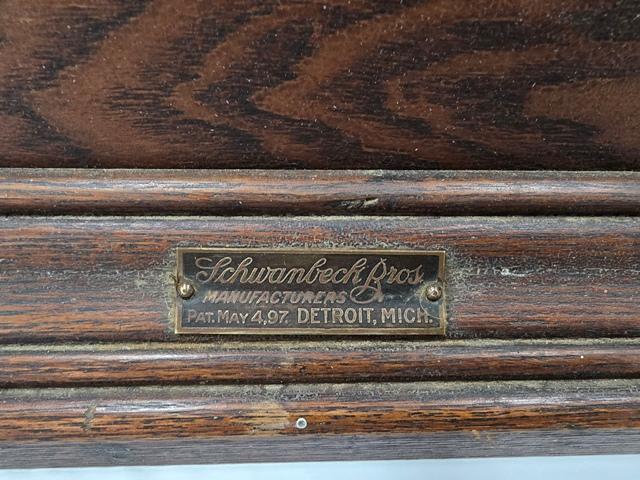 Schwanbeck Bros.
MANUFACTURERS
PAT. MAY 4,97. DETROIT, MICH.